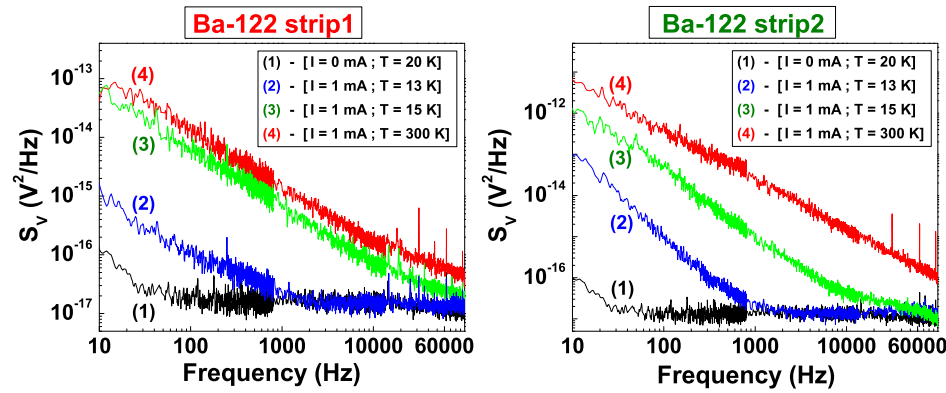 Ba-122 strip1
(1) - [I = 0 mA ; T = 20 K]
(2) - [I = 1 mA ; T = 13 K]
(3) - [I = 1 mA ; T = 15 K]
(4) - [I = 1 mA ; T = 300 K]
(4)
(3)
(2)
(1)
10⁻¹³
10⁻¹⁴
10⁻¹⁵
10⁻¹⁶
10⁻¹⁷
S_V (V²/Hz)
10 100 1000 10000 60000
Frequency (Hz)
Ba-122 strip2
(1) - [I = 0 mA ; T = 20 K]
(2) - [I = 1 mA ; T = 13 K]
(3) - [I = 1 mA ; T = 15 K]
(4) - [I = 1 mA ; T = 300 K]
(4)
(3)
(2)
(1)
10⁻¹²
10⁻¹⁴
10⁻¹⁶
S_V (V²/Hz)
10 100 1000 10000 60000
Frequency (Hz)